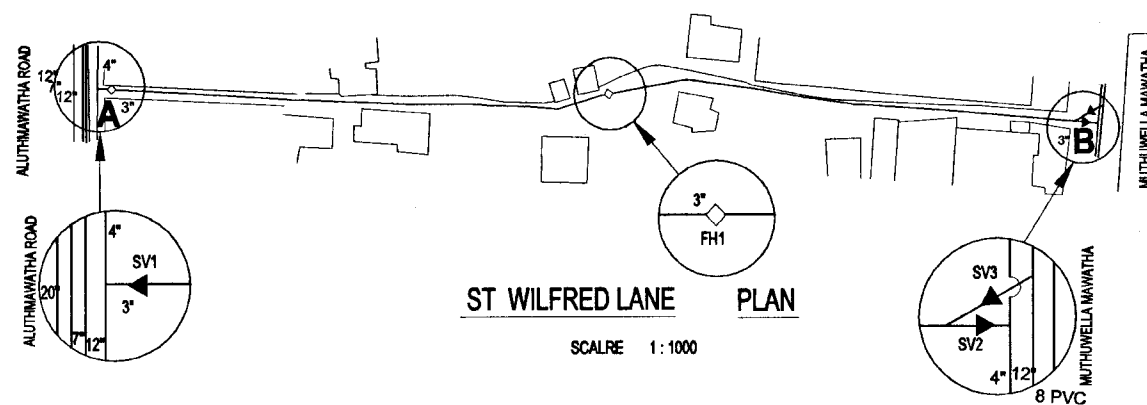 ALUTHMAWATHA ROAD
12"
7"
12"
4"
3"
A
3"
B
MUTHUWELLA MAWATHA
ALUTHMAWATHA ROAD
20"
7"
12"
4"
SV1
3"
3"
FH1
ST WILFRED LANE PLAN
SCALRE 1 : 1000
SV3
SV2
4"
12"
8 PVC
MUTHUWELLA MAWATHA